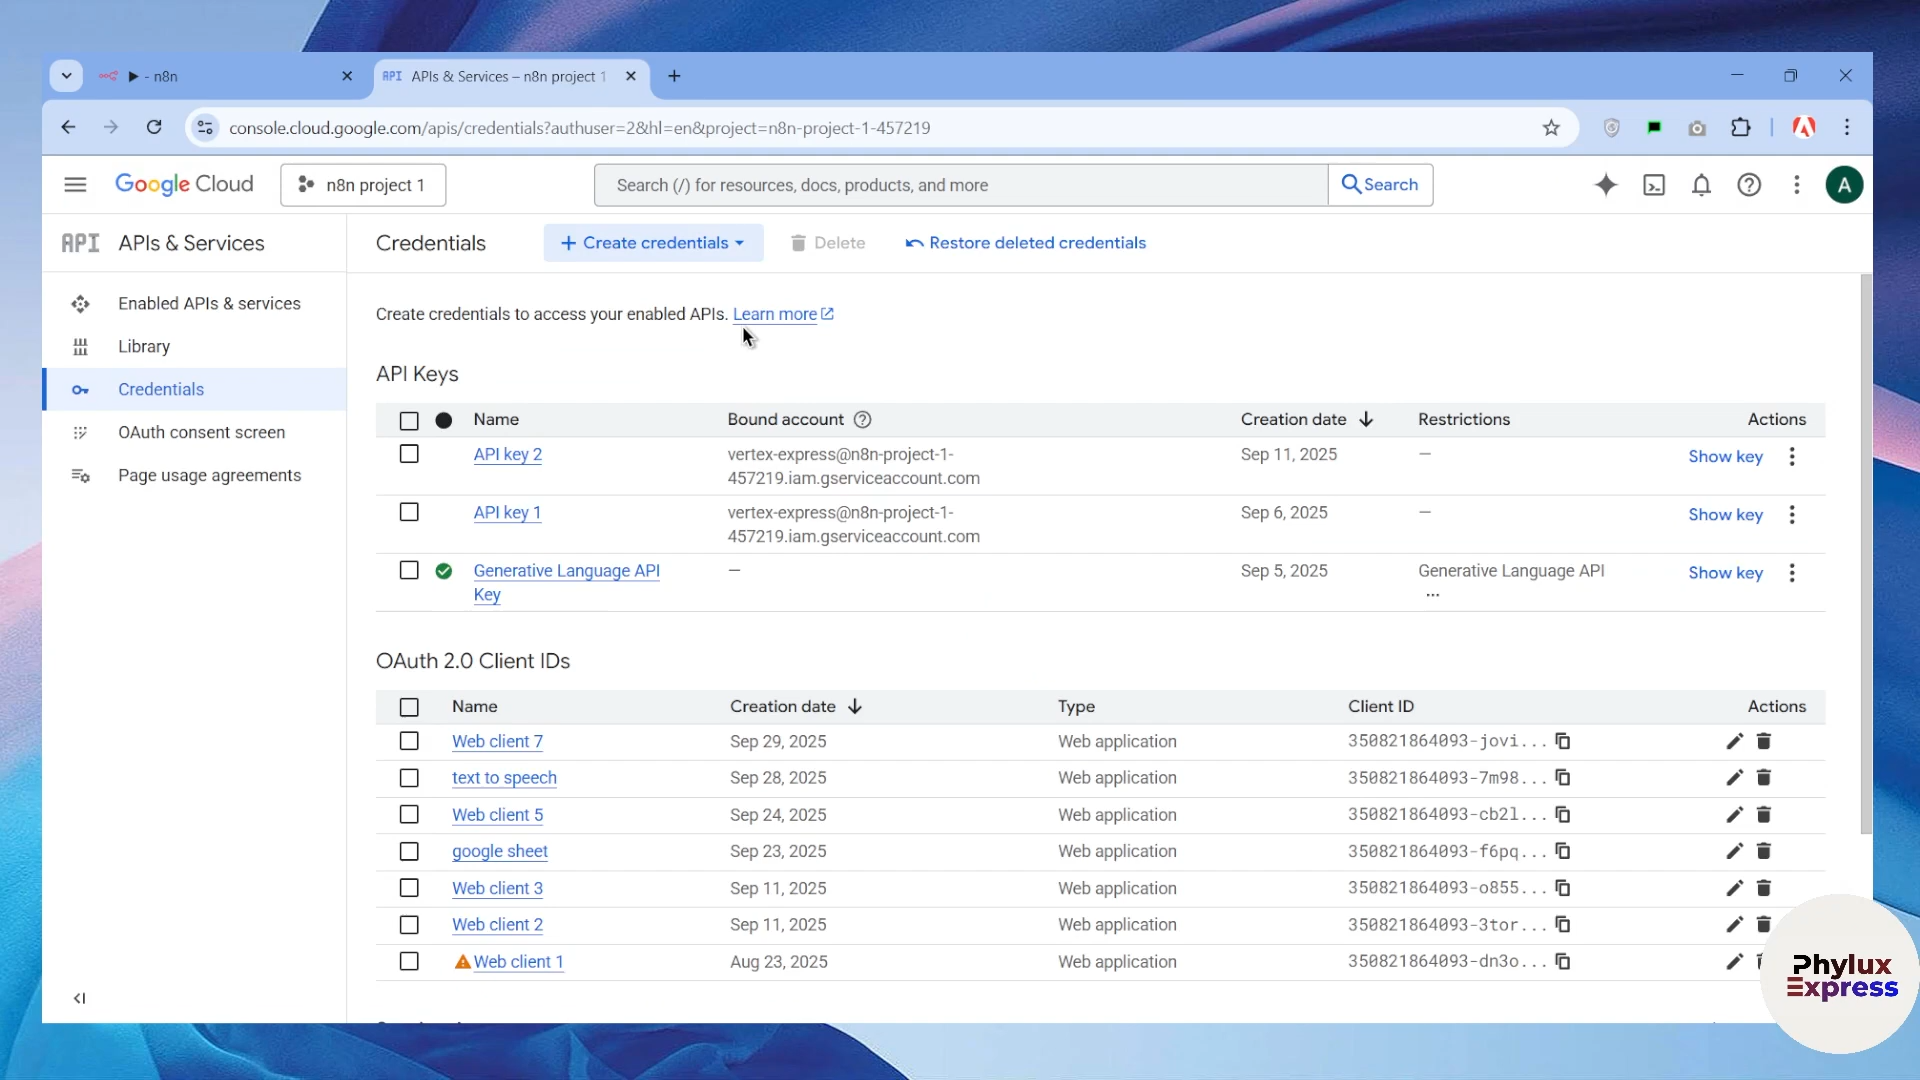 ▶ - n8n
API APIs & Services – n8n project 1
console.cloud.google.com/apis/credentials?authuser=2&hl=en&project=n8n-project-1-457219
Google Cloud
n8n project 1
Search (/) for resources, docs, products, and more
Search
A
API APIs & Services
Enabled APIs & services
Library
Credentials
OAuth consent screen
Page usage agreements
Credentials
+ Create credentials
Delete
Restore deleted credentials
Create credentials to access your enabled APIs. Learn more
API Keys
Name Bound account Creation date Restrictions Actions
API key 2 vertex-express@n8n-project-1-457219.iam.gserviceaccount.com Sep 11, 2025 — Show key
API key 1 vertex-express@n8n-project-1-457219.iam.gserviceaccount.com Sep 6, 2025 — Show key
Generative Language API Key — Sep 5, 2025 Generative Language API ... Show key
OAuth 2.0 Client IDs
Name Creation date Type Client ID Actions
Web client 7 Sep 29, 2025 Web application 350821864093-jovi...
text to speech Sep 28, 2025 Web application 350821864093-7m98...
Web client 5 Sep 24, 2025 Web application 350821864093-cb2l...
google sheet Sep 23, 2025 Web application 350821864093-f6pq...
Web client 3 Sep 11, 2025 Web application 350821864093-o855...
Web client 2 Sep 11, 2025 Web application 350821864093-3tor...
Web client 1 Aug 23, 2025 Web application 350821864093-dn3o...
Phylux
Express